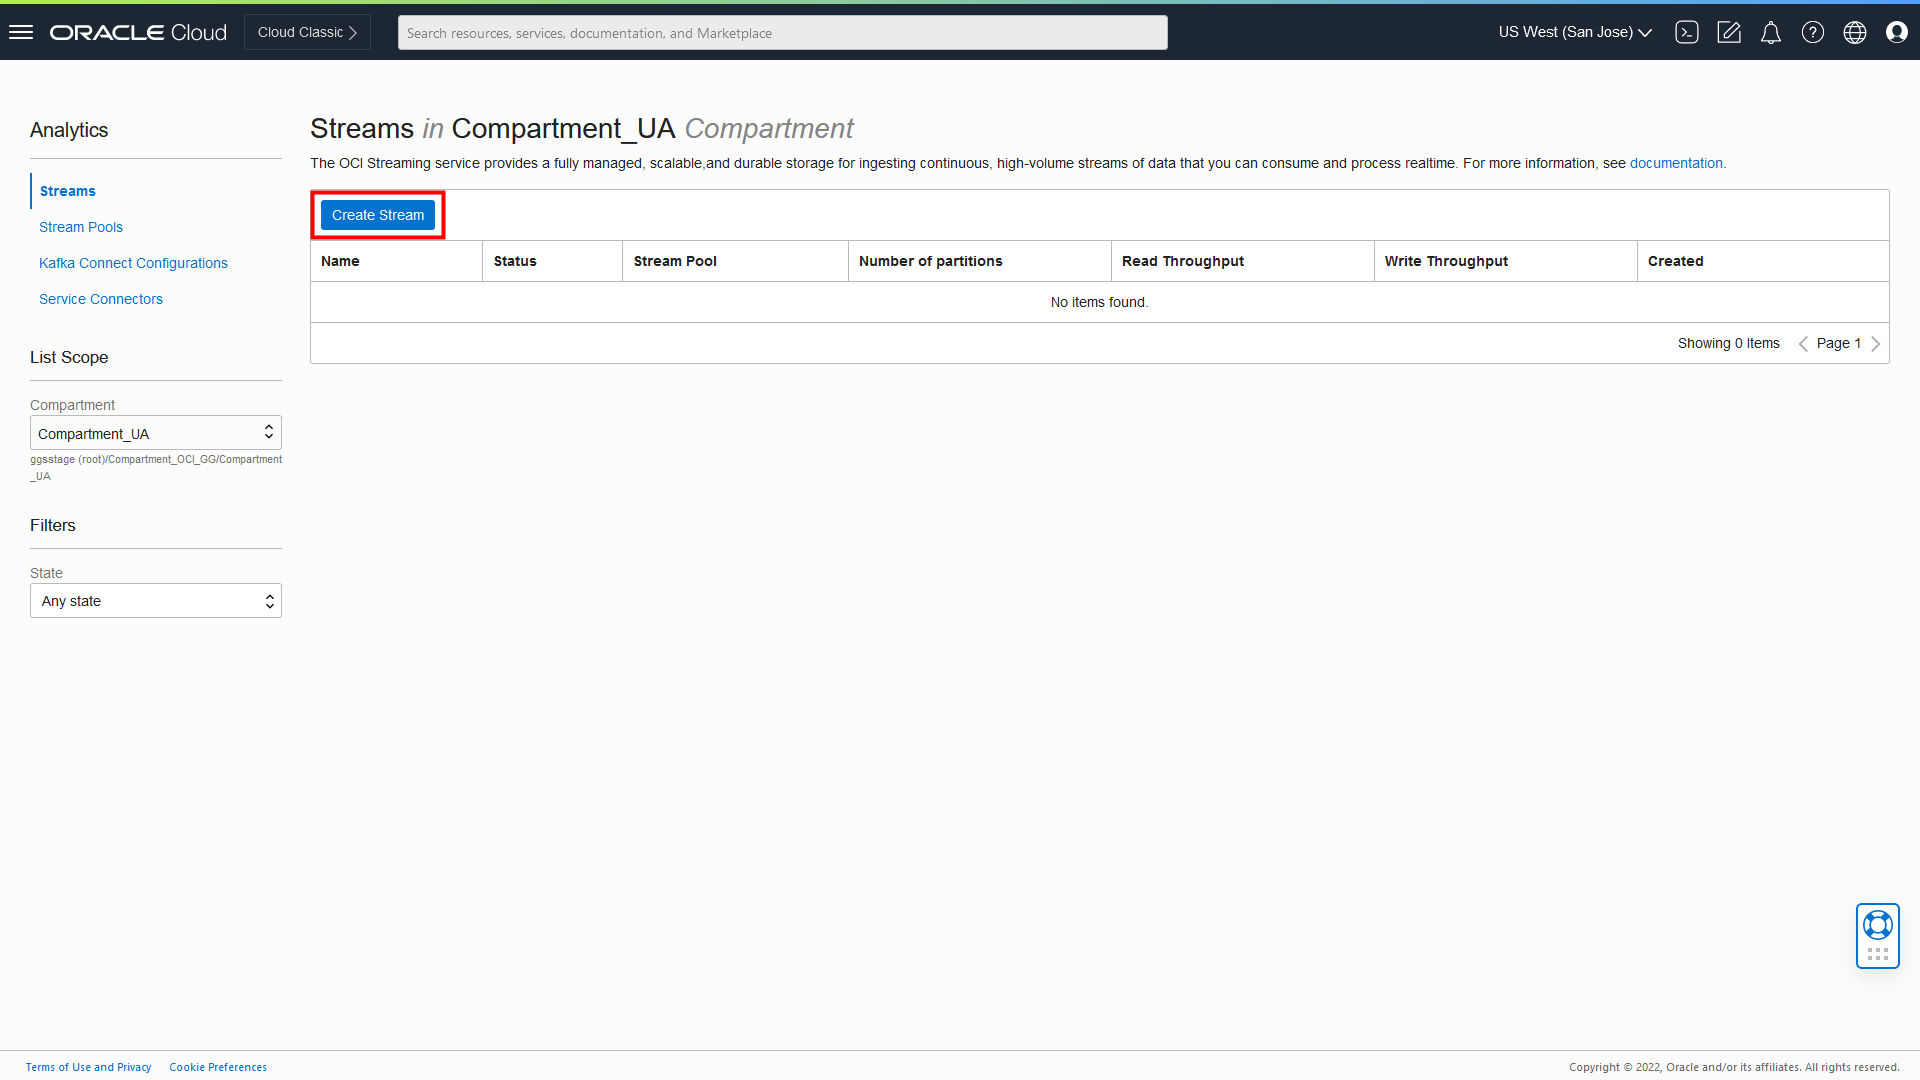 ORACLE Cloud
Cloud Classic
Search resources, services, documentation, and Marketplace
US West (San Jose)
Analytics
Streams
Stream Pools
Kafka Connect Configurations
Service Connectors
List Scope
Compartment
Compartment_UA
ggsstage (root)/Compartment_OCI_GG/Compartment
_UA
Filters
State
Any state
Streams in Compartment_UA Compartment
The OCI Streaming service provides a fully managed, scalable,and durable storage for ingesting continuous, high-volume streams of data that you can consume and process realtime. For more information, see documentation.
Create Stream
Name Status Stream Pool Number of partitions Read Throughput Write Throughput Created
No items found.
Showing 0 Items Page 1
Terms of Use and Privacy Cookie Preferences
Copyright © 2022, Oracle and/or its affiliates. All rights reserved.